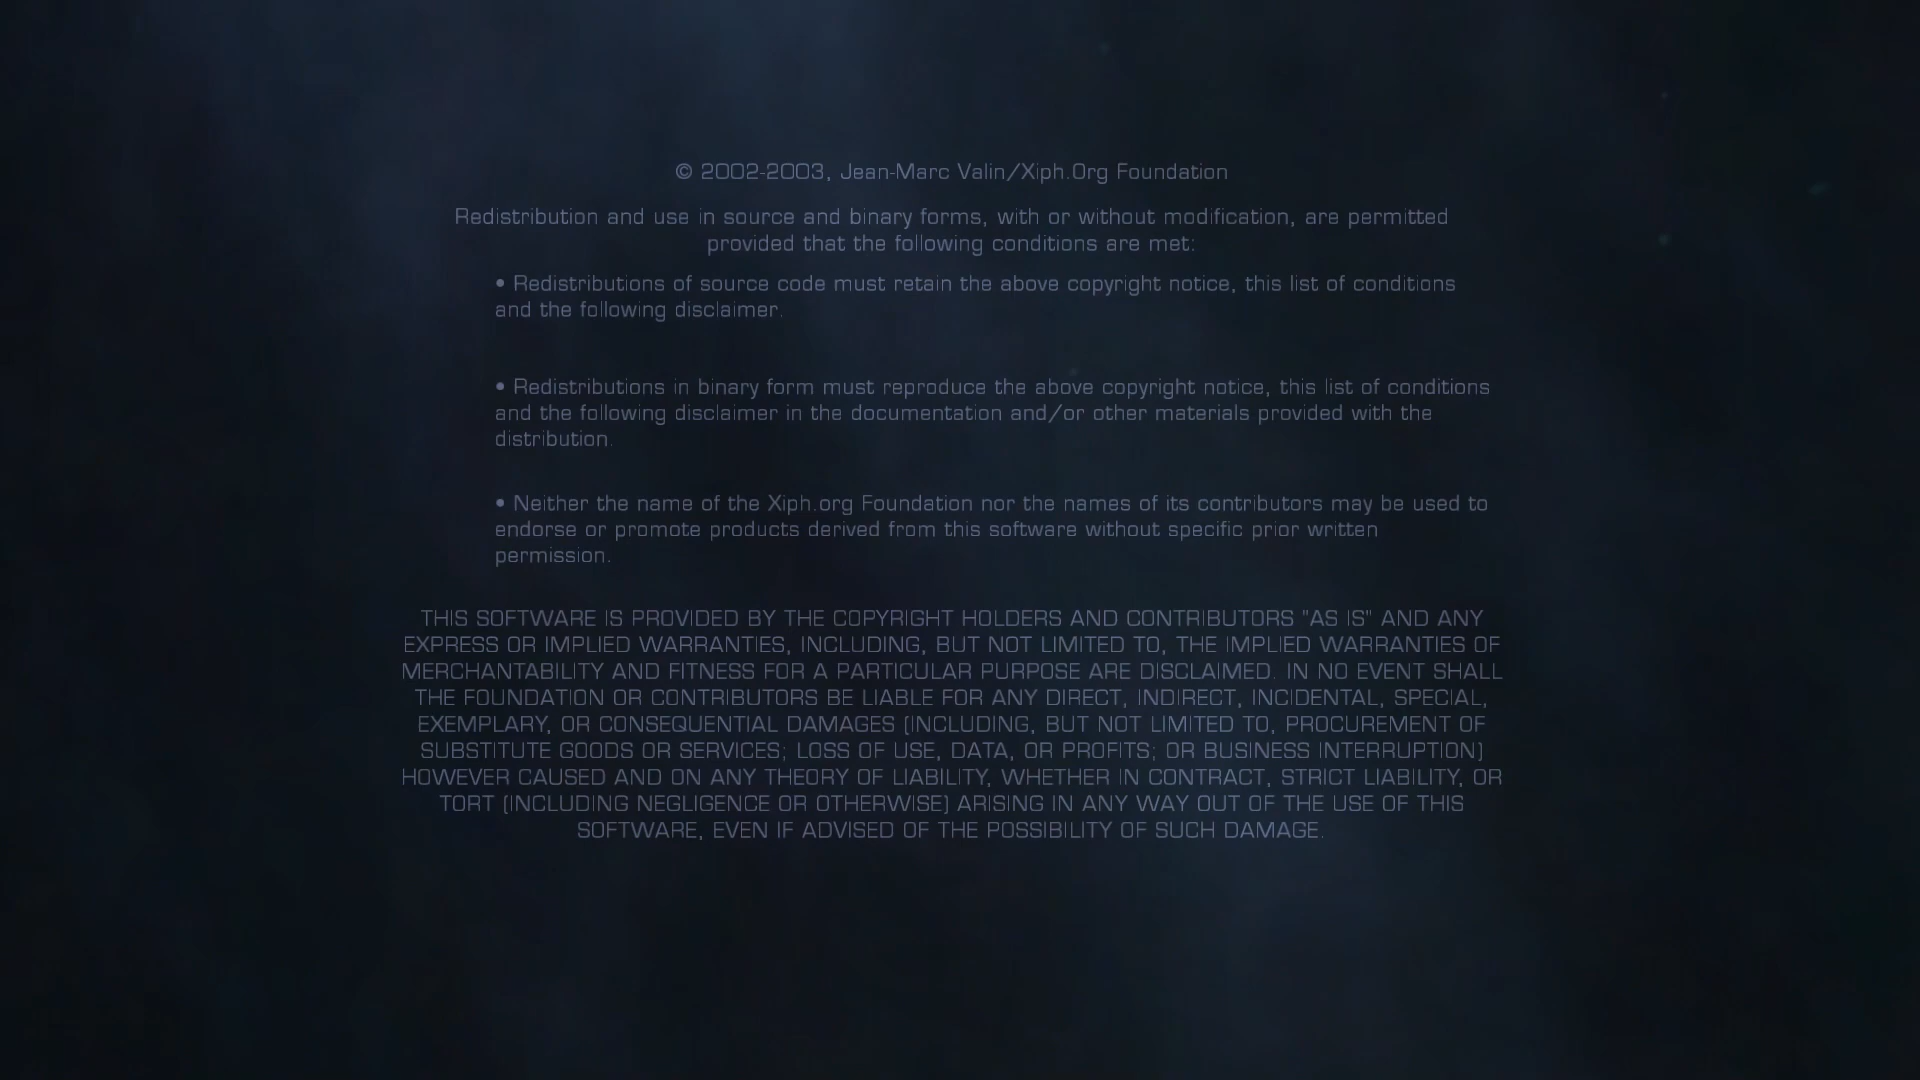 © 2002-2003, Jean-Marc Valin/Xiph.Org Foundation
Redistribution and use in source and binary forms, with or without modification, are permitted
provided that the following conditions are met:
• Redistributions of source code must retain the above copyright notice, this list of conditions
and the following disclaimer.
• Redistributions in binary form must reproduce the above copyright notice, this list of conditions
and the following disclaimer in the documentation and/or other materials provided with the
distribution.
• Neither the name of the Xiph.org Foundation nor the names of its contributors may be used to
endorse or promote products derived from this software without specific prior written
permission.
THIS SOFTWARE IS PROVIDED BY THE COPYRIGHT HOLDERS AND CONTRIBUTORS "AS IS" AND ANY
EXPRESS OR IMPLIED WARRANTIES, INCLUDING, BUT NOT LIMITED TO, THE IMPLIED WARRANTIES OF
MERCHANTABILITY AND FITNESS FOR A PARTICULAR PURPOSE ARE DISCLAIMED. IN NO EVENT SHALL
THE FOUNDATION OR CONTRIBUTORS BE LIABLE FOR ANY DIRECT, INDIRECT, INCIDENTAL, SPECIAL,
EXEMPLARY, OR CONSEQUENTIAL DAMAGES (INCLUDING, BUT NOT LIMITED TO, PROCUREMENT OF
SUBSTITUTE GOODS OR SERVICES; LOSS OF USE, DATA, OR PROFITS; OR BUSINESS INTERRUPTION)
HOWEVER CAUSED AND ON ANY THEORY OF LIABILITY, WHETHER IN CONTRACT, STRICT LIABILITY, OR
TORT (INCLUDING NEGLIGENCE OR OTHERWISE) ARISING IN ANY WAY OUT OF THE USE OF THIS
SOFTWARE, EVEN IF ADVISED OF THE POSSIBILITY OF SUCH DAMAGE.